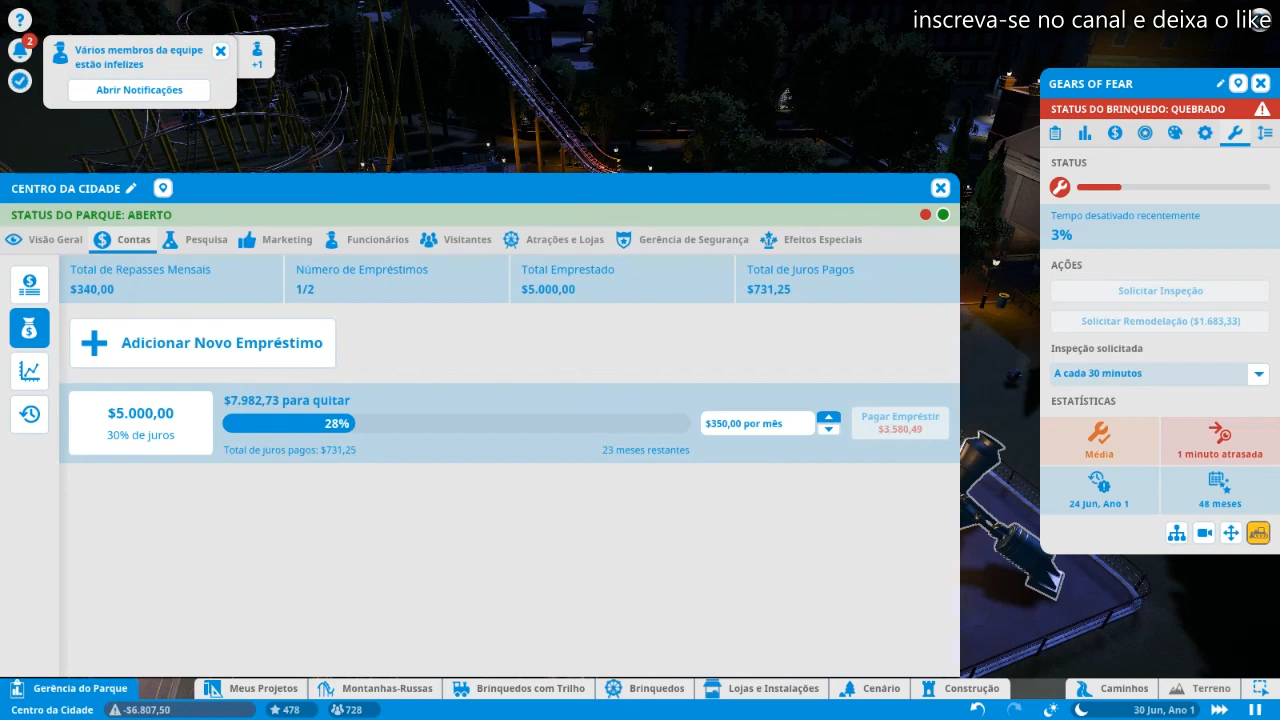 inscreva-se no canal e deixa o like
?
2
Vários membros da equipe
estão infelizes
+1
Abrir Notificações
GEARS OF FEAR
STATUS DO BRINQUEDO: QUEBRADO
STATUS
Tempo desativado recentemente
3%
AÇÕES
Solicitar Inspeção
Solicitar Remodelação ($1.683,33)
Inspeção solicitada
A cada 30 minutos
ESTATÍSTICAS
Média
1 minuto atrasada
24 Jun, Ano 1
48 meses
CENTRO DA CIDADE
STATUS DO PARQUE: ABERTO
Visão Geral
Contas
Pesquisa
Marketing
Funcionários
Visitantes
Atrações e Lojas
Gerência de Segurança
Efeitos Especiais
Total de Repasses Mensais
$340,00
Número de Empréstimos
1/2
Total Emprestado
$5.000,00
Total de Juros Pagos
$731,25
Adicionar Novo Empréstimo
$5.000,00
30% de juros
$7.982,73 para quitar
28%
Total de juros pagos: $731,25
23 meses restantes
$350,00 por mês
Pagar Empréstir
$3.580,49
Gerência do Parque
Meus Projetos
Montanhas-Russas
Brinquedos com Trilho
Brinquedos
Lojas e Instalações
Cenário
Construção
Caminhos
Terreno
Centro da Cidade
-$6.807,50
478
728
30 Jun, Ano 1